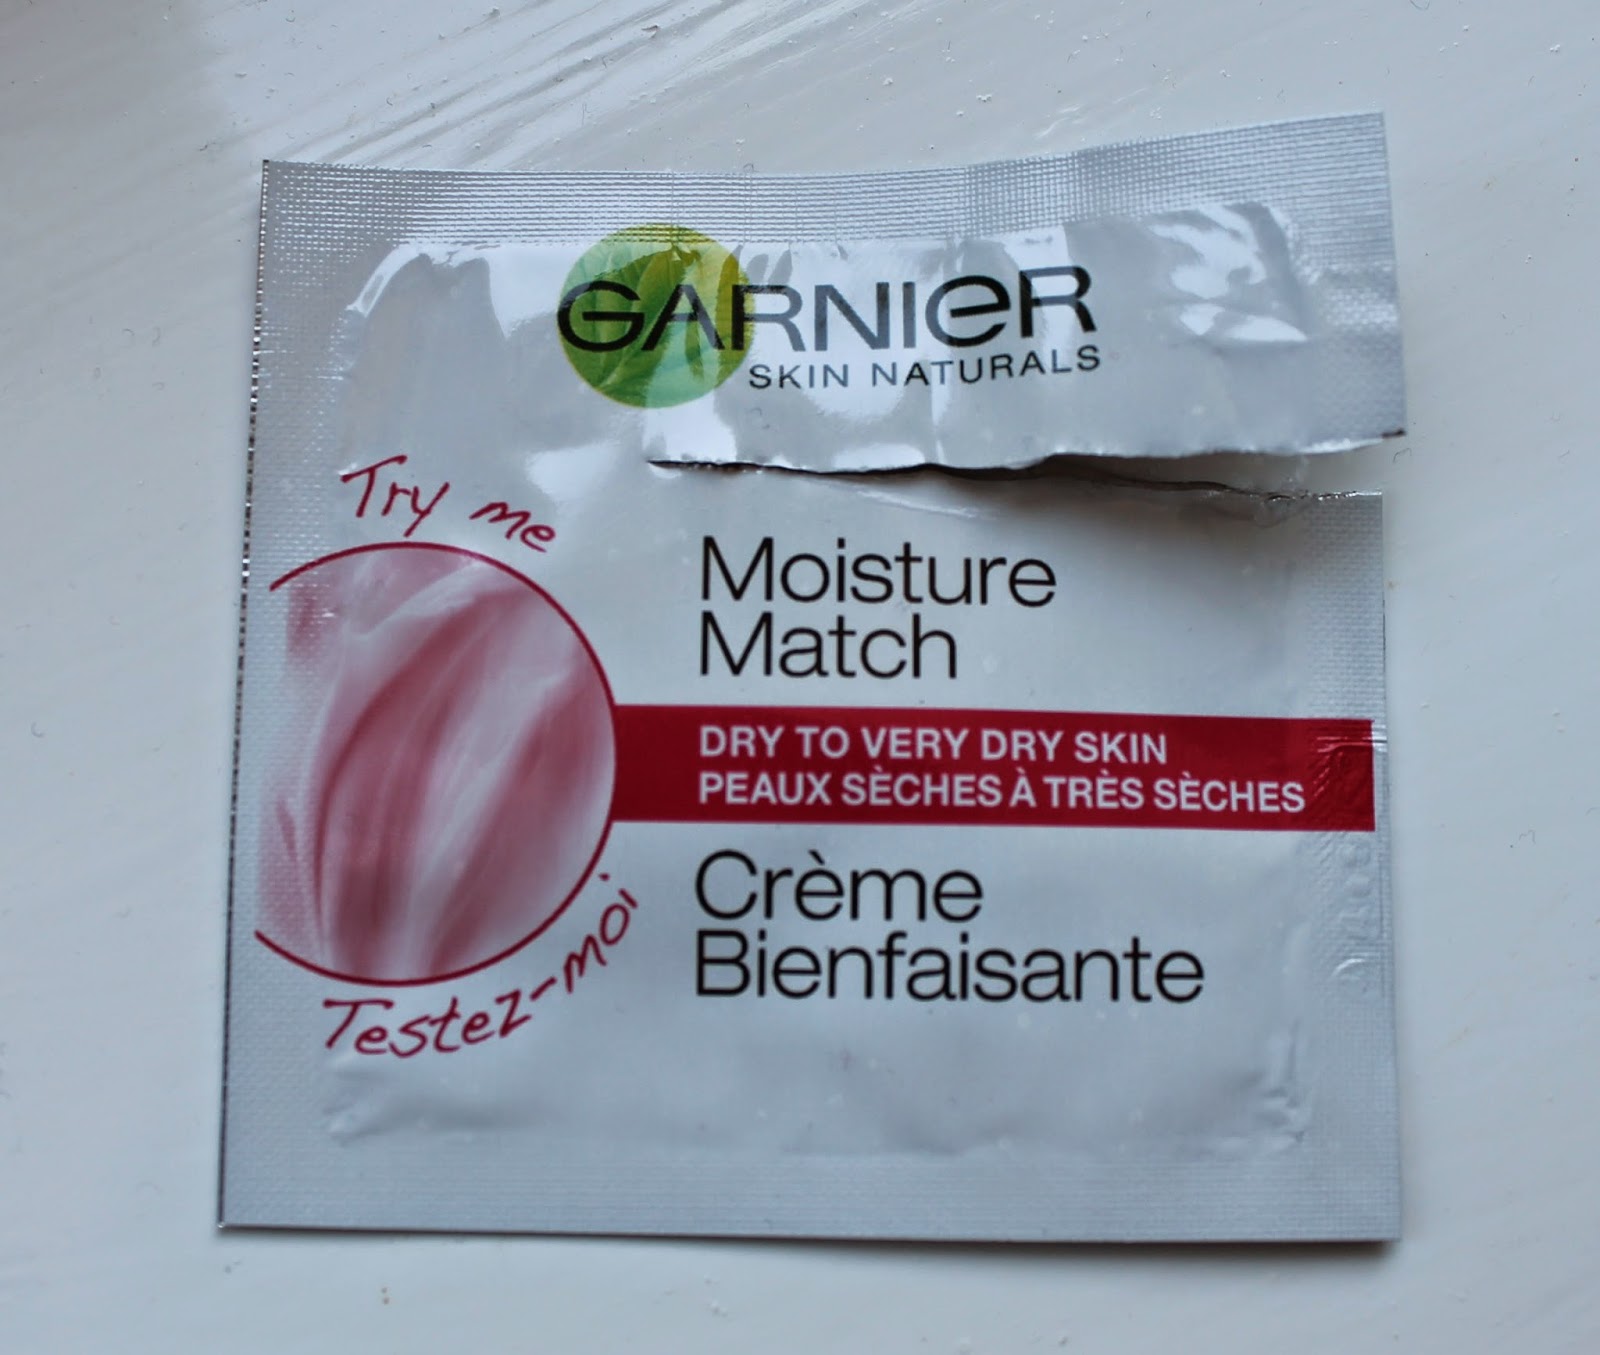 GARNIER
SKIN NATURALS
Try me
Moisture
Match
DRY TO VERY DRY SKIN
PEAUX SÈCHES À TRÈS SÈCHES
Crème
Bienfaisante
Testez-moi